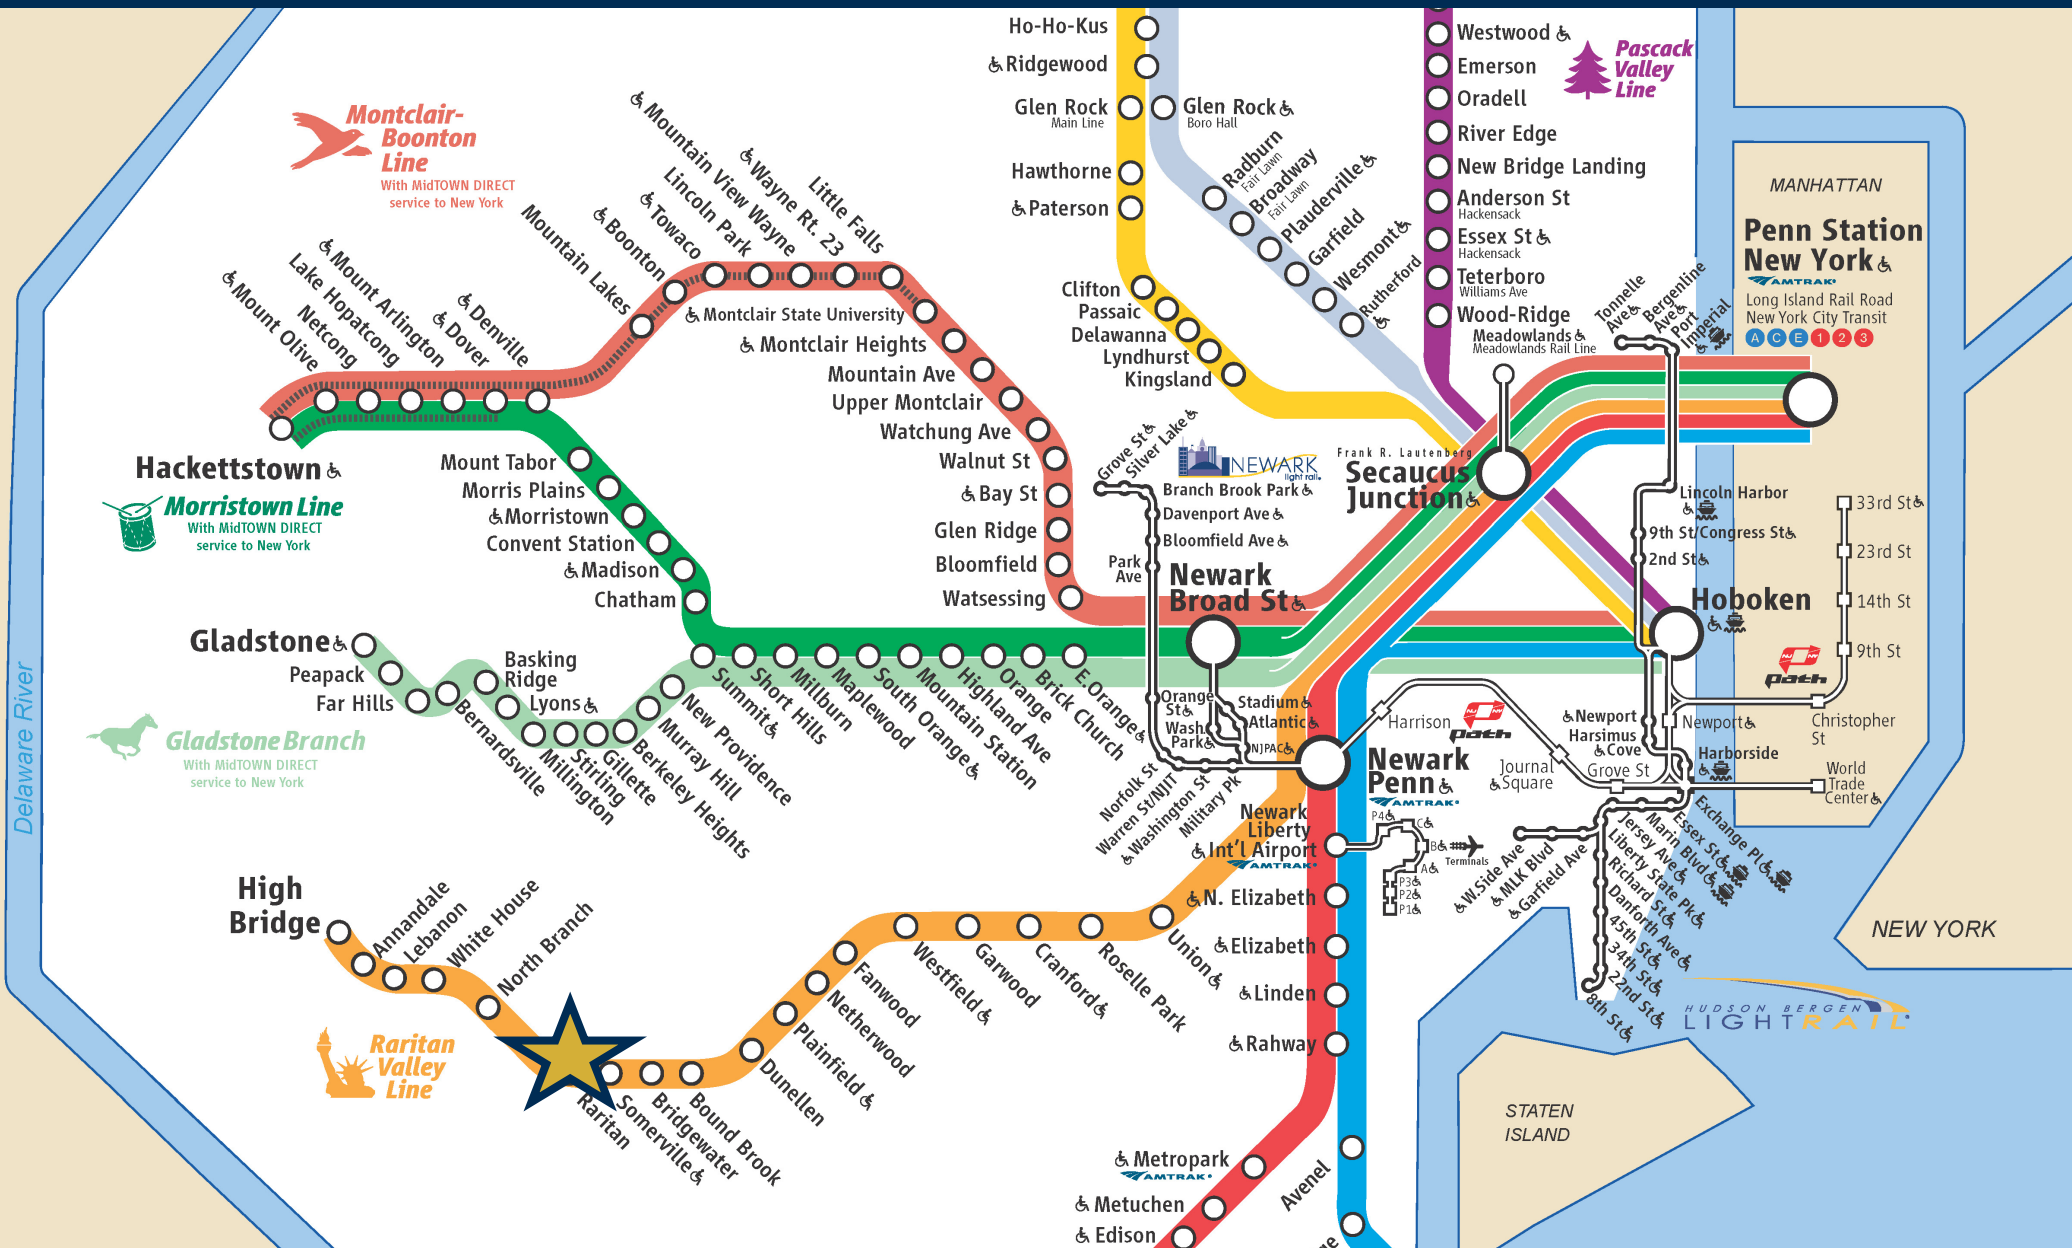 Ho-Ho-Kus
Ridgewood
Glen Rock
Main Line
Glen Rock
Boro Hall
Hawthorne
Paterson
Clifton
Passaic
Delawanna
Lyndhurst
Kingsland
Radburn
Fair Lawn
Broadway
Fair Lawn
Plauderville
Garfield
Wesmont
Rutherford
Westwood
Emerson
Oradell
River Edge
New Bridge Landing
Anderson St
Hackensack
Essex St
Hackensack
Teterboro
Williams Ave
Wood-Ridge
Meadowlands
Meadowlands Rail Line
Pascack
Valley
Line
MANHATTAN
Penn Station
New York
AMTRAK
Long Island Rail Road
New York City Transit
A C E 1 2 3
Tonnelle
Ave
Bergenline
Ave
Port
Imperial
Montclair-
Boonton
Line
With MidTOWN DIRECT
service to New York
Mount Olive
Netcong
Lake Hopatcong
Mount Arlington
Dover
Denville
Mountain Lakes
Boonton
Towaco
Lincoln Park
Mountain View Wayne
Wayne Rt. 23
Little Falls
Montclair State University
Montclair Heights
Mountain Ave
Upper Montclair
Watchung Ave
Walnut St
Bay St
Glen Ridge
Bloomfield
Watsessing
Hackettstown
Morristown Line
With MidTOWN DIRECT
service to New York
Mount Tabor
Morris Plains
Morristown
Convent Station
Madison
Chatham
Summit
Short Hills
Millburn
Maplewood
South Orange
Mountain Station
Highland Ave
Orange
Brick Church
E.Orange
Gladstone
Peapack
Far Hills
Bernardsville
Basking
Ridge
Lyons
Millington
Stirling
Gillette
Berkeley Heights
Murray Hill
New Providence
Gladstone Branch
With MidTOWN DIRECT
service to New York
Delaware River
Grove St
Silver Lake
NEWARK
light rail
Branch Brook Park
Davenport Ave
Bloomfield Ave
Park
Ave
Newark
Broad St
Orange
St
Wash.
Park
Stadium
Atlantic
NJPAC
Norfolk St
Warren St/NJIT
Washington St
Military Pk
Frank R. Lautenberg
Secaucus
Junction
Lincoln Harbor
9th St/Congress St
2nd St
Hoboken
33rd St
23rd St
14th St
9th St
path
Christopher
St
Newport
Harsimus
Cove
Newport
Harborside
World
Trade
Center
Harrison
path
Journal
Square
Grove St
Newark
Penn
AMTRAK
Newark
Liberty
Int'l Airport
AMTRAK
P4
C
B
A
P3
P2
P1
Terminals
N. Elizabeth
Elizabeth
Linden
Rahway
Metropark
AMTRAK
Metuchen
Edison
Avenel
W.Side Ave
MLK Blvd
Garfield Ave
Exchange Pl
Essex St
Marin Blvd
Jersey Ave
Liberty State Pk
Richard St
Danforth Ave
45th St
34th St
22nd St
8th St
HUDSON BERGEN
LIGHTRAIL
NEW YORK
STATEN
ISLAND
High
Bridge
Annandale
Lebanon
White House
North Branch
Raritan
Somerville
Bridgewater
Bound Brook
Dunellen
Plainfield
Netherwood
Fanwood
Westfield
Garwood
Cranford
Roselle Park
Union
Raritan
Valley
Line